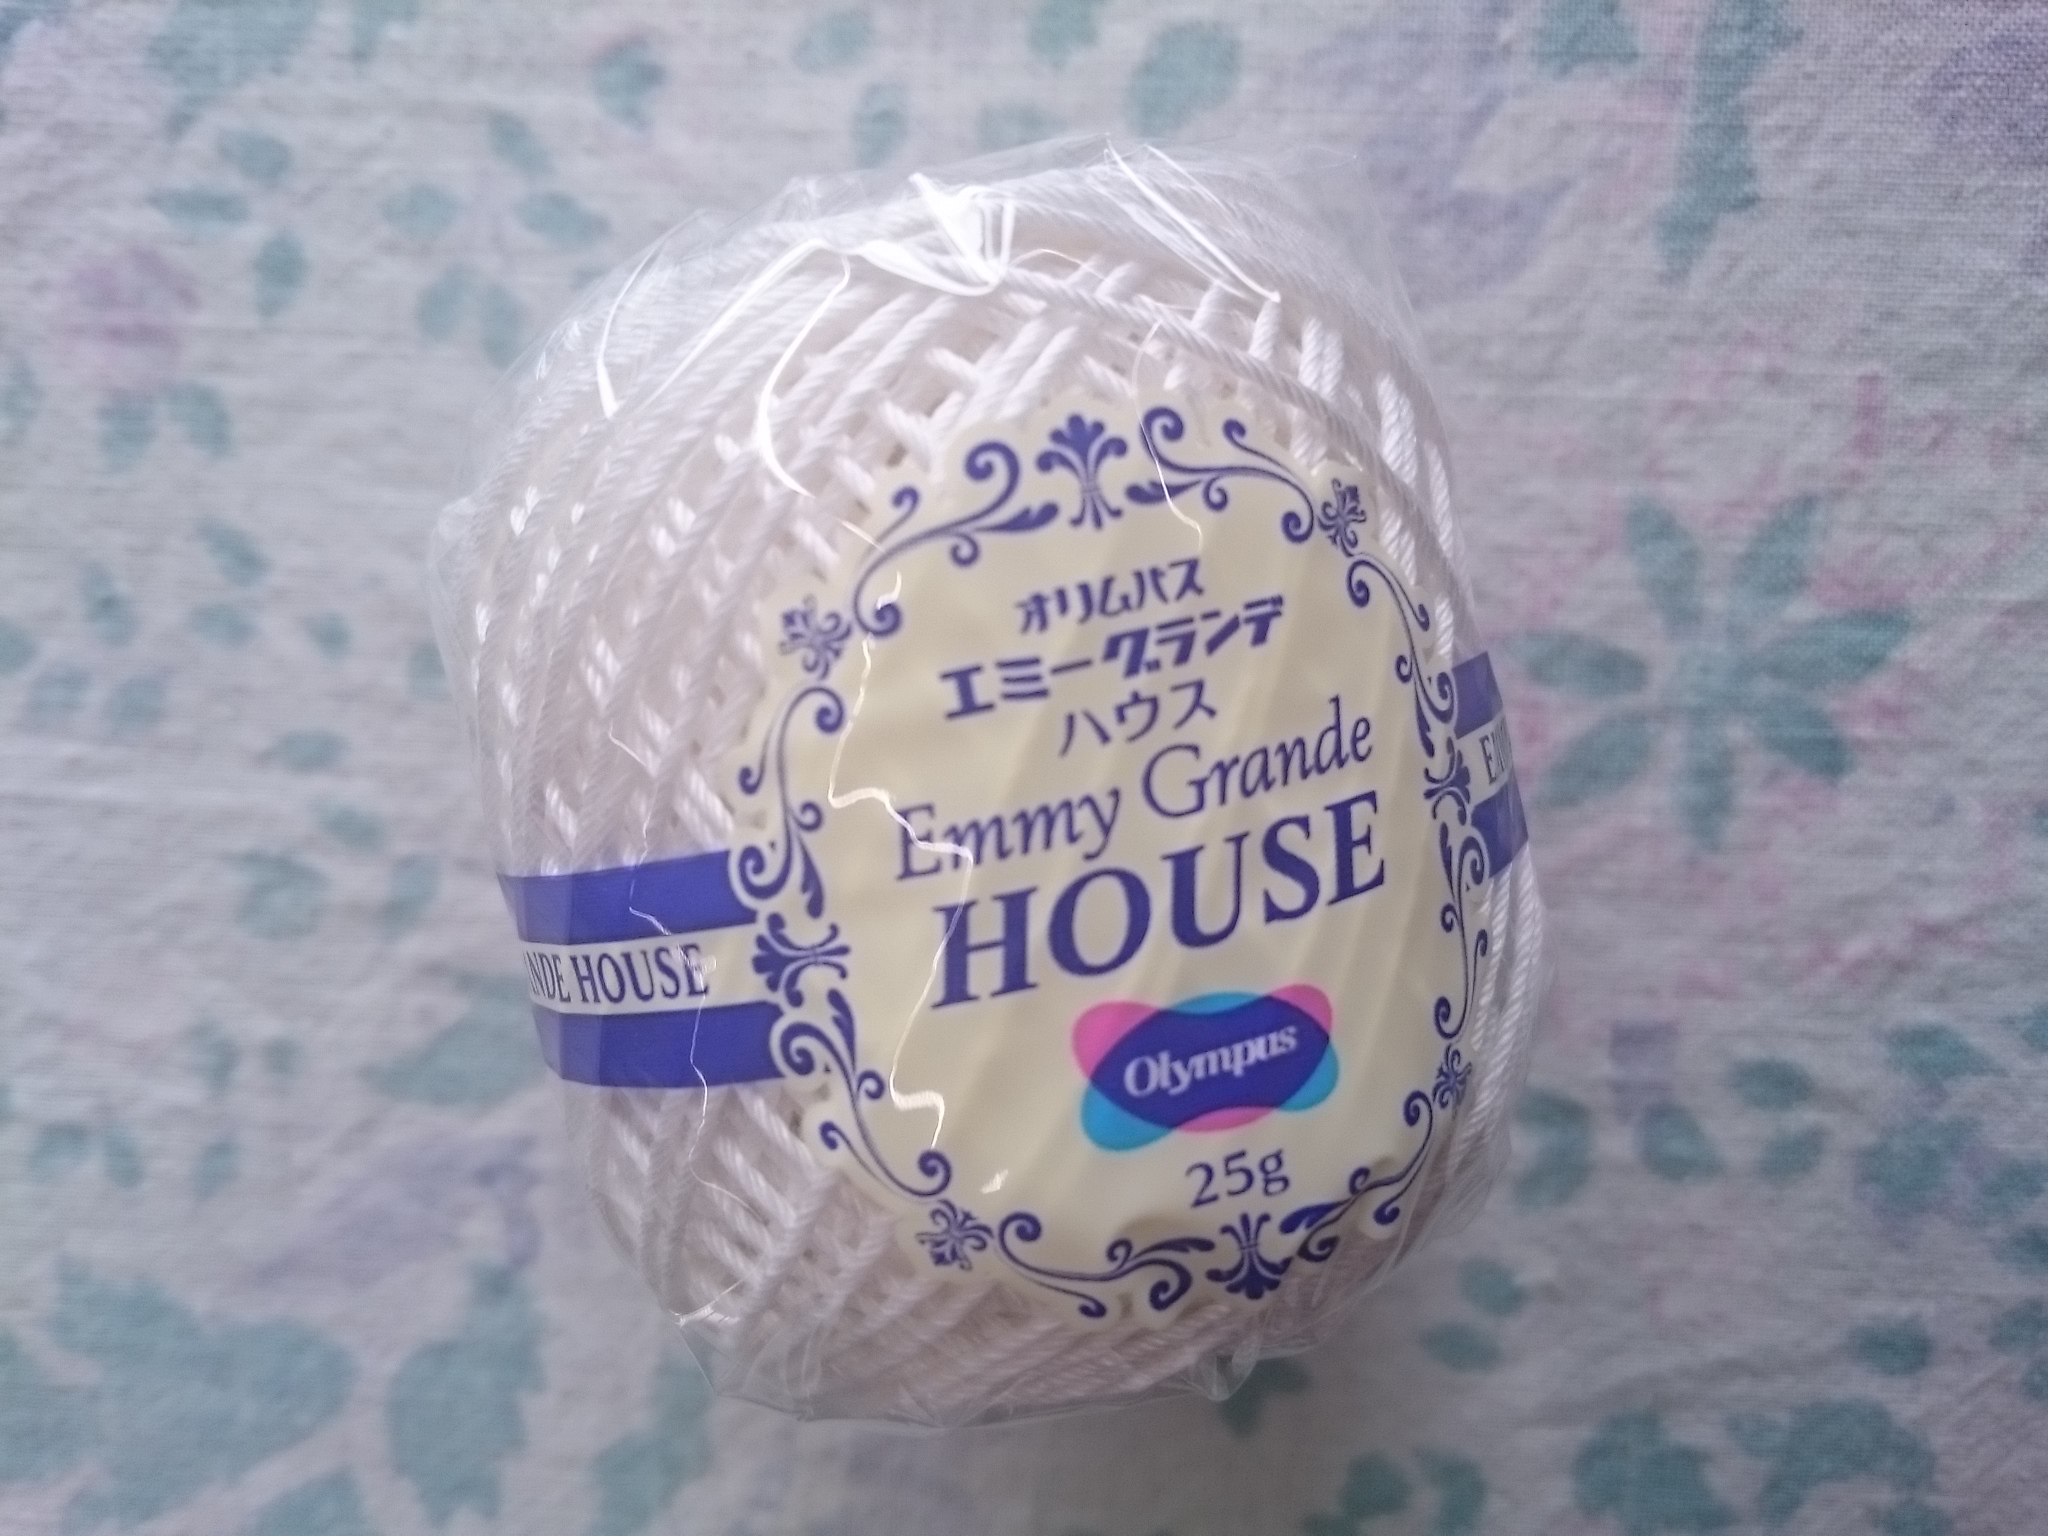 オリムパス
エミーグランデ
ハウス
Emmy Grande
HOUSE
NDE HOUSE
Olympus
25g